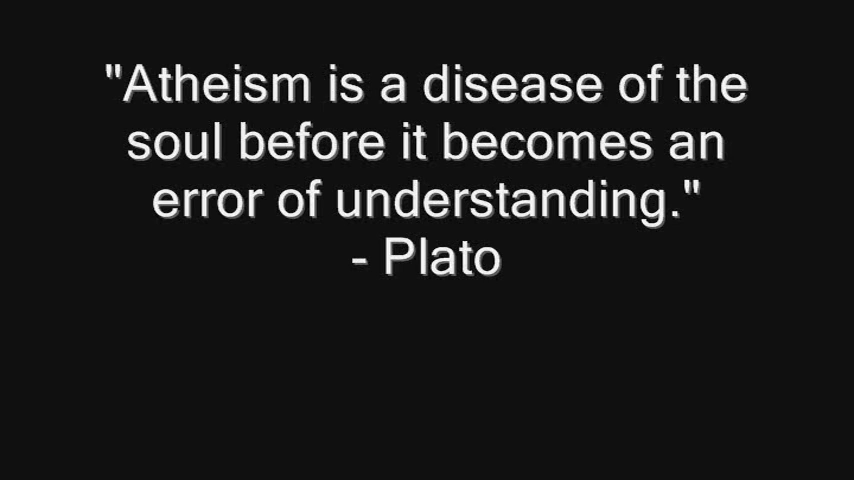 "Atheism is a disease of the
soul before it becomes an
error of understanding."
- Plato